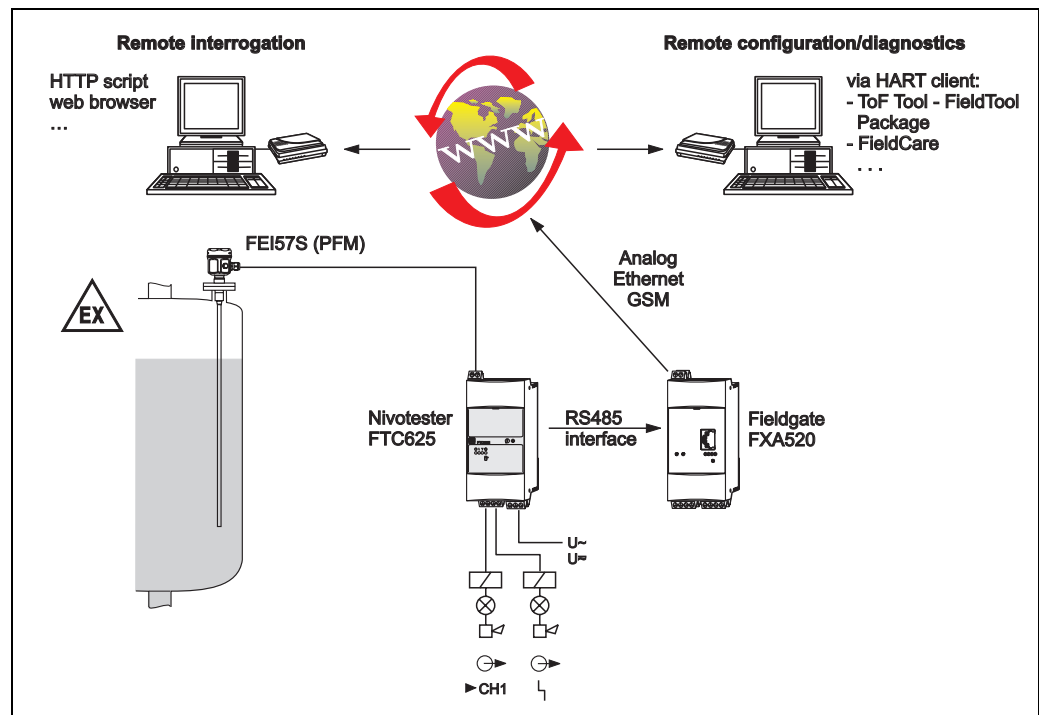 Remote interrogation
HTTP script
web browser
...
Remote configuration/diagnostics
via HART client:
- ToF Tool - FieldTool
Package
- FieldCare
. . .
WWW
FEI57S (PFM)
EX
Analog
Ethernet
GSM
Nivotester
FTC625
RS485
interface
Fieldgate
FXA520
U~
U≂
►CH1